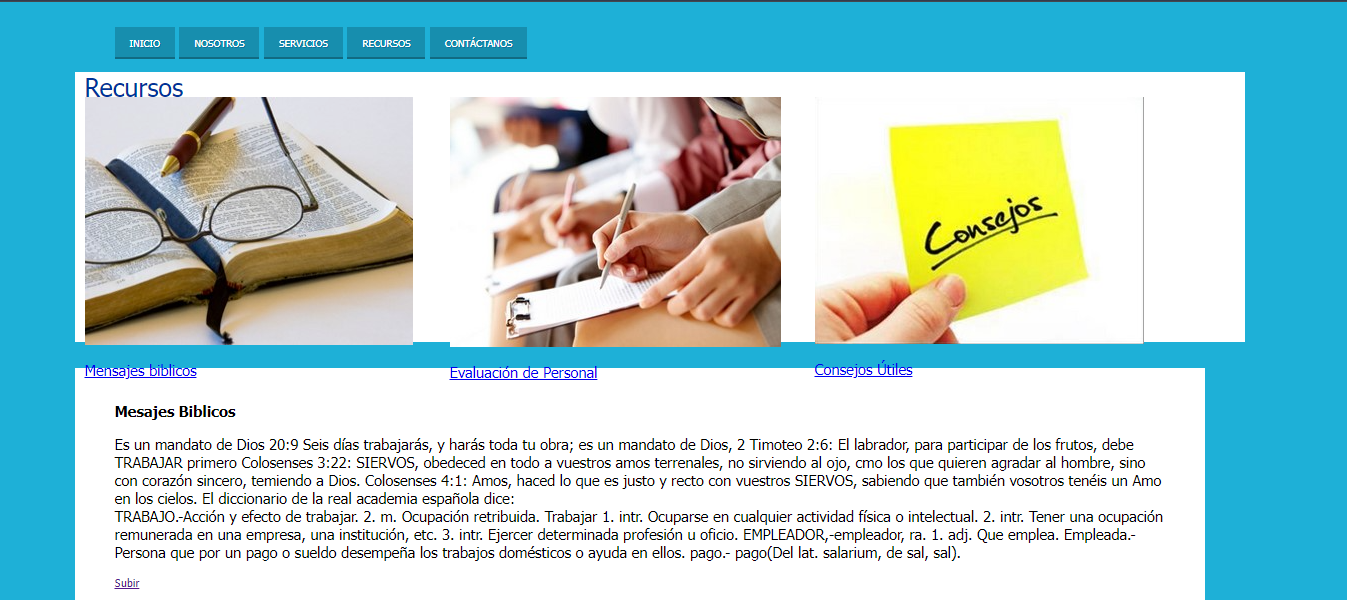 INICIO NOSOTROS SERVICIOS RECURSOS CONTÁCTANOS
Recursos
Consejos
Mensajes biblicos
Evaluación de Personal
Consejos Útiles
Mesajes Biblicos
Es un mandato de Dios 20:9 Seis días trabajarás, y harás toda tu obra; es un mandato de Dios, 2 Timoteo 2:6: El labrador, para participar de los frutos, debe
TRABAJAR primero Colosenses 3:22: SIERVOS, obedeced en todo a vuestros amos terrenales, no sirviendo al ojo, cmo los que quieren agradar al hombre, sino
con corazón sincero, temiendo a Dios. Colosenses 4:1: Amos, haced lo que es justo y recto con vuestros SIERVOS, sabiendo que también vosotros tenéis un Amo
en los cielos. El diccionario de la real academia española dice:
TRABAJO.-Acción y efecto de trabajar. 2. m. Ocupación retribuida. Trabajar 1. intr. Ocuparse en cualquier actividad física o intelectual. 2. intr. Tener una ocupación
remunerada en una empresa, una institución, etc. 3. intr. Ejercer determinada profesión u oficio. EMPLEADOR,-empleador, ra. 1. adj. Que emplea. Empleada.-
Persona que por un pago o sueldo desempeña los trabajos domésticos o ayuda en ellos. pago.- pago(Del lat. salarium, de sal, sal).
Subir